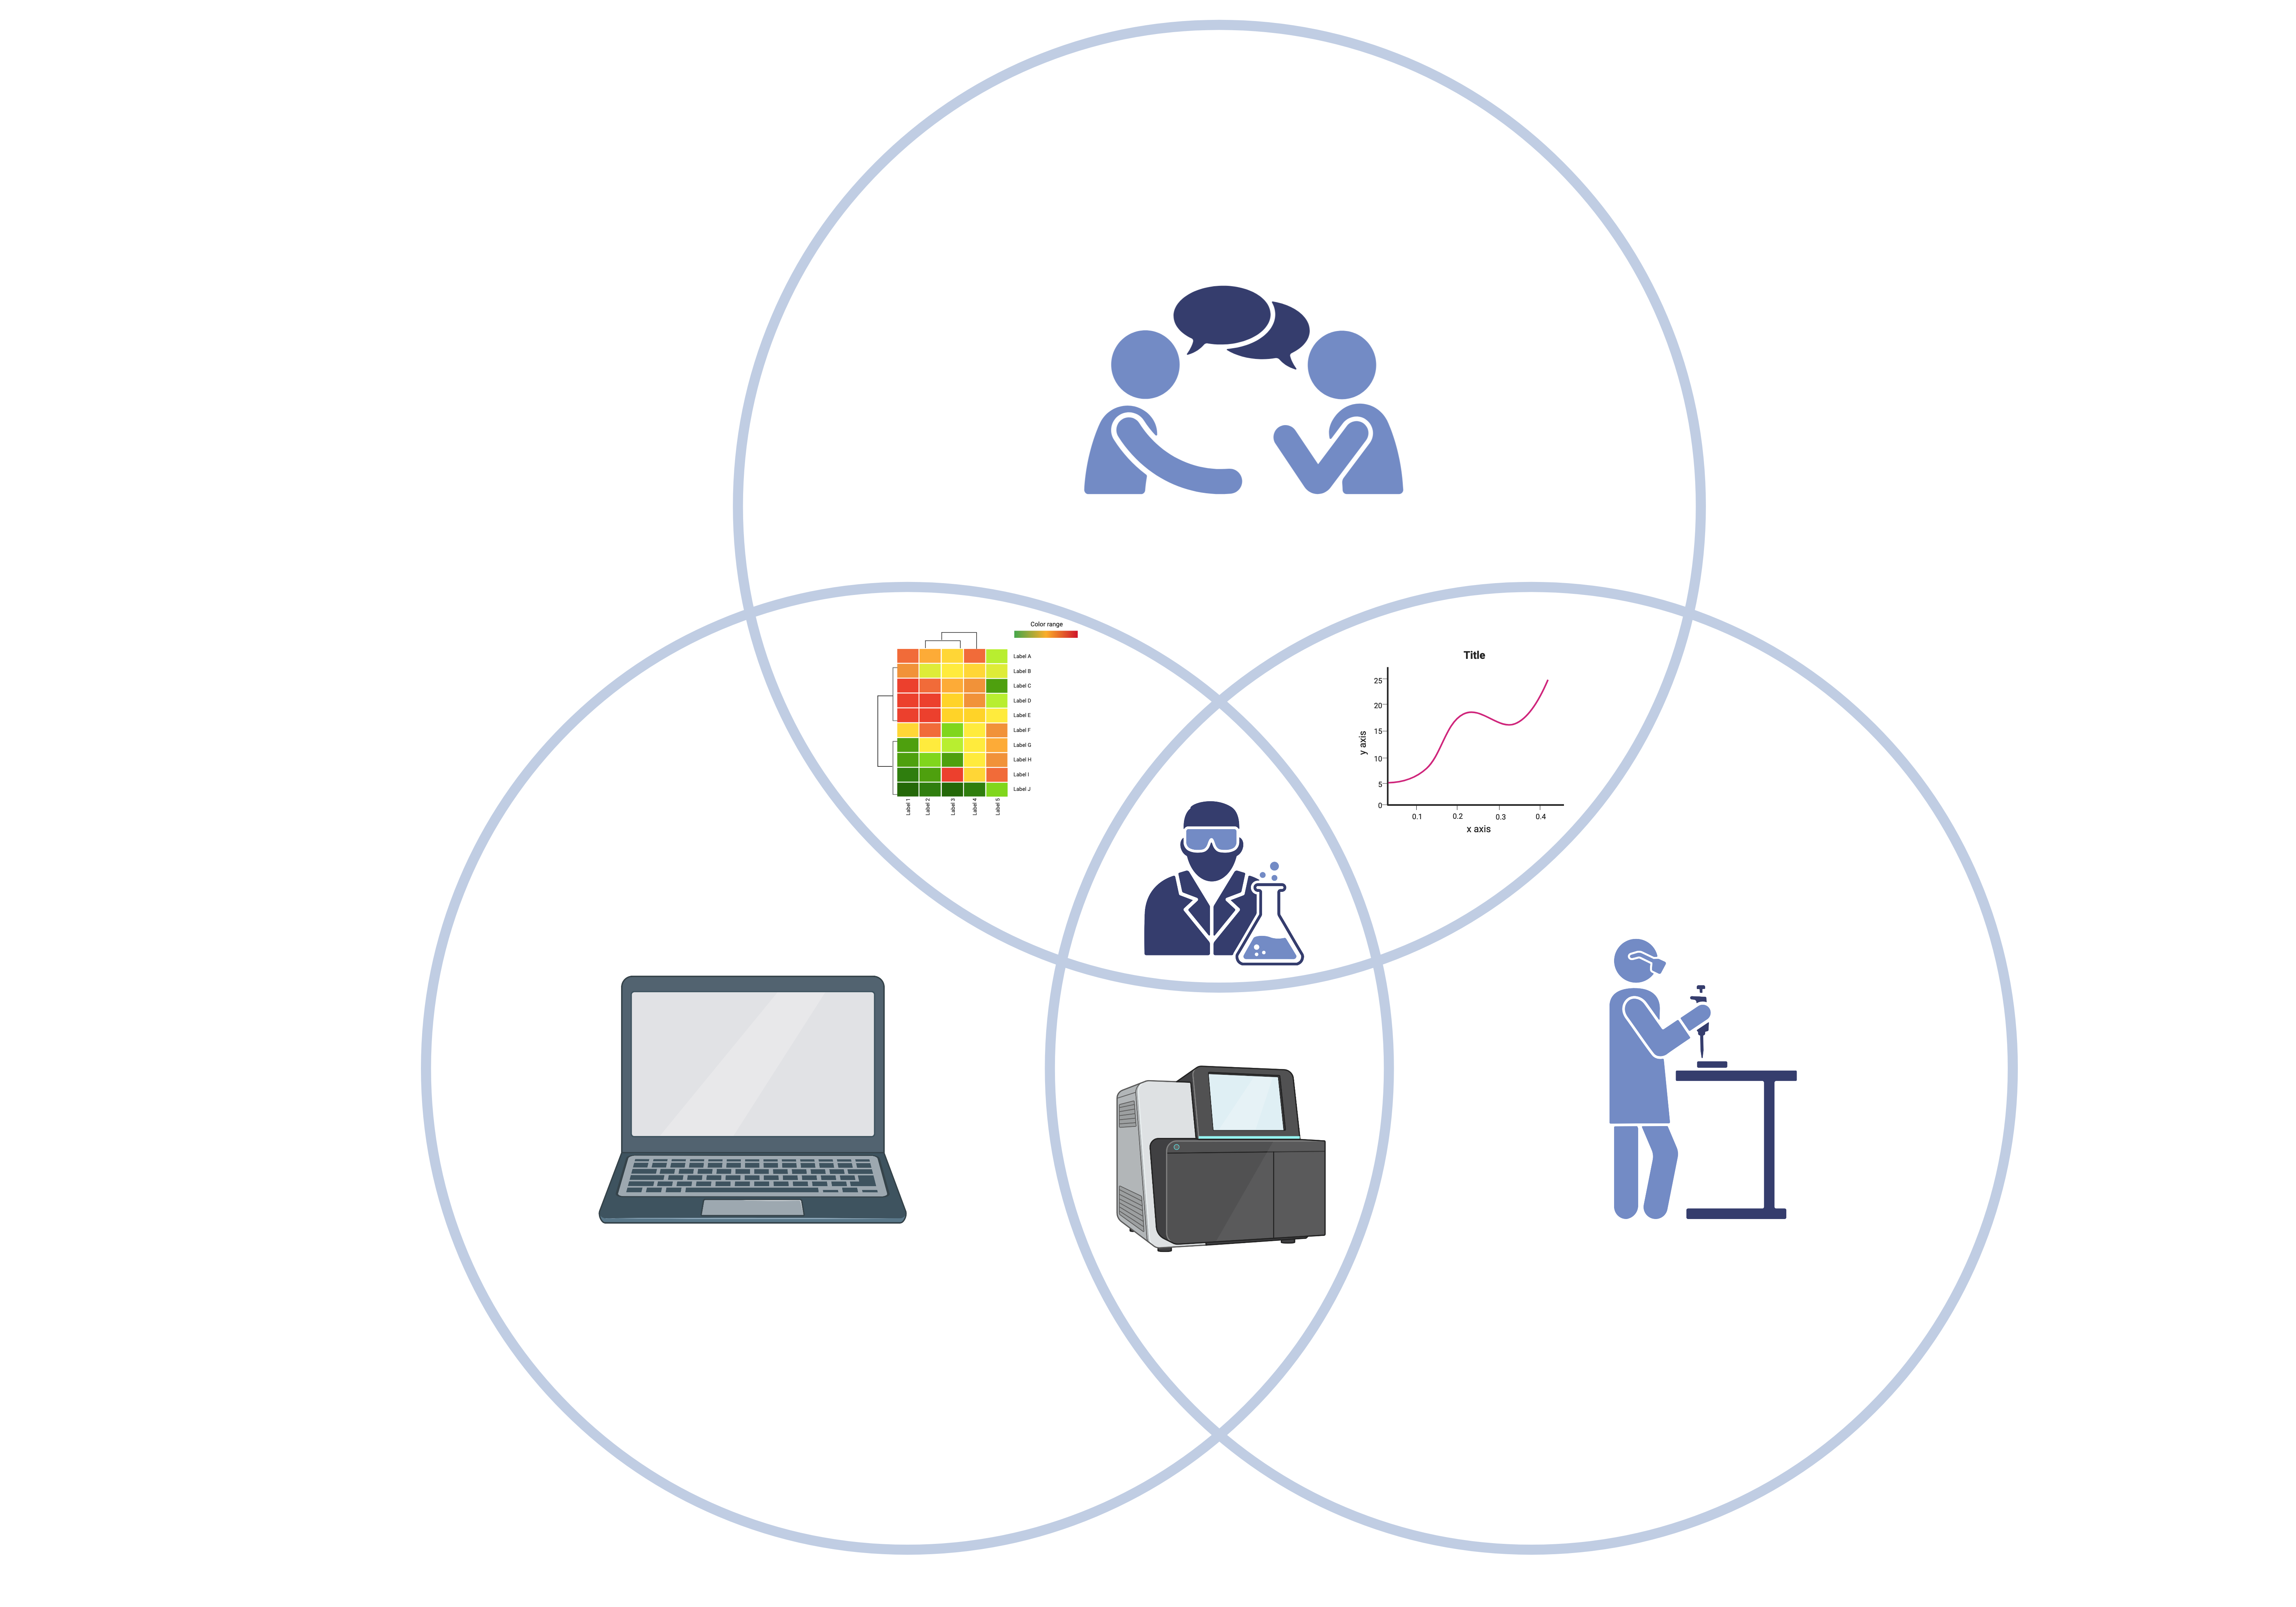 Color range
Label A
Label B
Label C
Label D
Label E
Label F
Label G
Label H
Label I
Label J
Label 1
Label 2
Label 3
Label 4
Label 5
Title
y axis
25
20
15
10
5
0
0.1 0.2 0.3 0.4
x axis